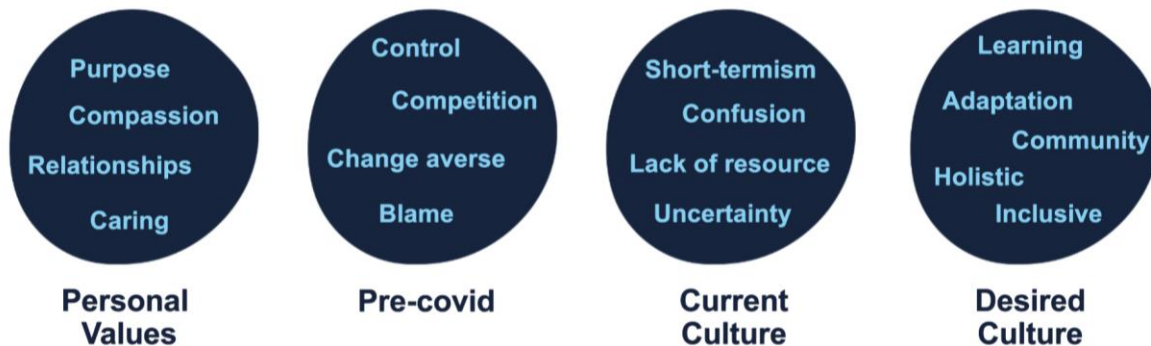 Purpose
Compassion
Relationships
Caring
Personal
Values
Control
Competition
Change averse
Blame
Pre-covid
Short-termism
Confusion
Lack of resource
Uncertainty
Current
Culture
Learning
Adaptation
Community
Holistic
Inclusive
Desired
Culture